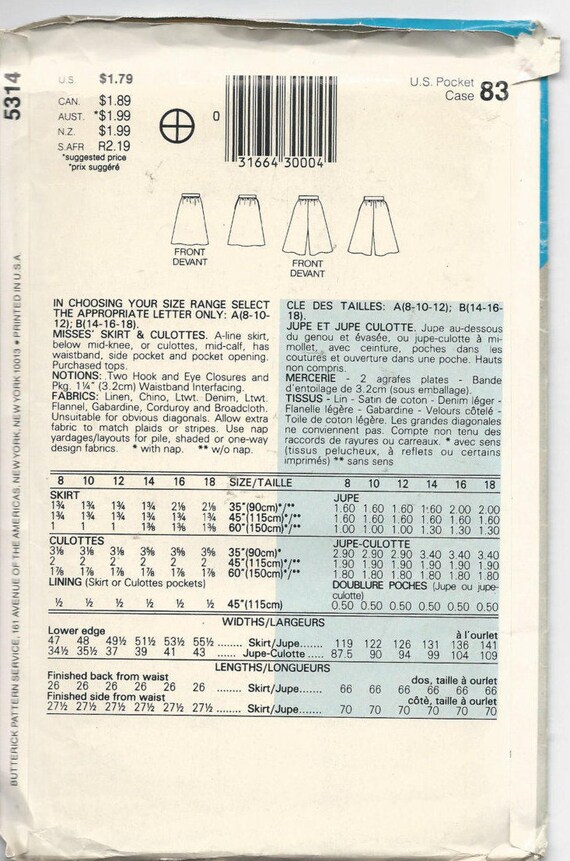 5314
U.S. $1.79
CAN. $1.89
AUST. *$1.99
N.Z. $1.99
S.AFR R2.19
*suggested price
*prix suggéré
0
31664 30004
U.S. Pocket
Case 83
FRONT
DEVANT
FRONT
DEVANT
BUTTERICK PATTERN SERVICE, 161 AVENUE OF THE AMERICAS, NEW YORK, NEW YORK 10013 • PRINTED IN U.S.A.
IN CHOOSING YOUR SIZE RANGE SELECT
THE APPROPRIATE LETTER ONLY: A(8-10-
12); B(14-16-18).
MISSES' SKIRT & CULOTTES. A-line skirt,
below mid-knee, or culottes, mid-calf, has
waistband, side pocket and pocket opening.
Purchased tops.
NOTIONS: Two Hook and Eye Closures and
Pkg. 1¼" (3.2cm) Waistband Interfacing.
FABRICS: Linen, Chino, Ltwt. Denim, Ltwt.
Flannel, Gabardine, Corduroy and Broadcloth.
Unsuitable for obvious diagonals. Allow extra
fabric to match plaids or stripes. Use nap
yardages/layouts for pile, shaded or one-way
design fabrics. * with nap. ** w/o nap.
CLE DES TAILLES: A(8-10-12); B(14-16-
18).
JUPE ET JUPE CULOTTE. Jupe au-dessous
du genou et évasée, ou jupe-culotte à mi-
mollet, avec ceinture, poches dans les
coutures et ouverture dans une poche. Hauts
non compris.
MERCERIE - 2 agrafes plates - Bande
d'entoilage de 3.2cm (sous emballage).
TISSUS - Lin - Satin de coton - Denim léger -
Flanelle légère - Gabardine - Velours côtelé -
Toile de coton légère. Les grandes diagonales
ne conviennent pas. Compte non tenu des
raccords de rayures ou carreaux. * avec sens
(tissus pelucheux, à reflets ou certains
imprimés) ** sans sens
8 10 12 14 16 18 SIZE/TAILLE 8 10 12 14 16 18
SKIRT JUPE
1¾ 1¾ 1¾ 1¾ 2⅛ 2⅛ 35"(90cm)*/** 1.60 1.60 1.60 1.60 2.00 2.00
1¾ 1¾ 1¾ 1¾ 1¾ 1¾ 45"(115cm)*/** 1.60 1.60 1.60 1.60 1.60 1.60
1 1 1 1⅜ 1⅜ 1⅜ 60"(150cm)*/** 1.00 1.00 1.00 1.30 1.30 1.30
CULOTTES JUPE-CULOTTE
3⅛ 3⅛ 3⅛ 3⅝ 3⅝ 3⅝ 35"(90cm)* 2.90 2.90 2.90 3.40 3.40 3.40
2 2 2 2 2 2 45"(115cm)*/** 1.90 1.90 1.90 1.90 1.90 1.90
1⅞ 1⅞ 1⅞ 1⅞ 1⅞ 1⅞ 60"(150cm)*/** 1.80 1.80 1.80 1.80 1.80 1.80
LINING (Skirt or Culottes pockets) DOUBLURE POCHES (Jupe ou jupe-
culotte)
½ ½ ½ ½ ½ ½ 45"(115cm) 0.50 0.50 0.50 0.50 0.50 0.50
WIDTHS/LARGEURS
Lower edge à l'ourlet
47 48 49½ 51½ 53½ 55½ ........ Skirt/Jupe....... 119 122 126 131 136 141
34½ 35½ 37 39 41 43 ...... Jupe-Culotte ..... 87.5 90 94 99 104 109
LENGTHS/LONGUEURS
Finished back from waist dos, taille à ourlet
26 26 26 26 26 26 ........ Skirt/Jupe....... 66 66 66 66 66 66
Finished side from waist côtè, taille à ourlet
27½ 27½ 27½ 27½ 27½ 27½ ........ Skirt/Jupe....... 70 70 70 70 70 70